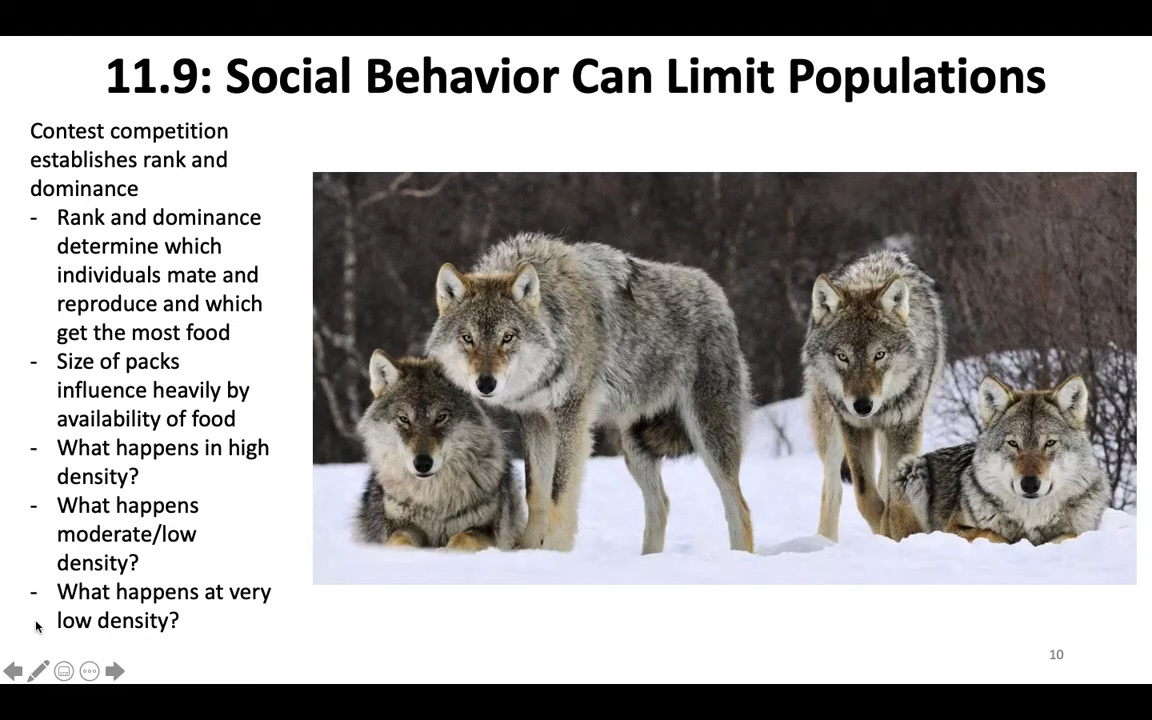 11.9: Social Behavior Can Limit Populations
Contest competition
establishes rank and
dominance
- Rank and dominance
determine which
individuals mate and
reproduce and which
get the most food
- Size of packs
influence heavily by
availability of food
- What happens in high
density?
- What happens
moderate/low
density?
- What happens at very
low density?
10